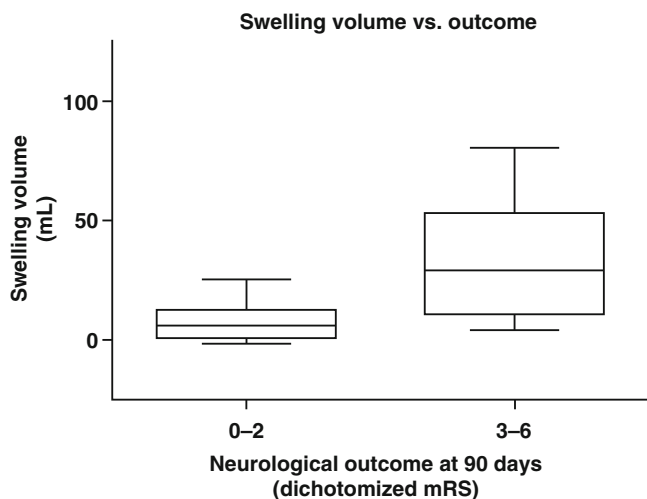 Swelling volume vs. outcome
100
50
0
Swelling volume
(mL)
0–2
3–6
Neurological outcome at 90 days
(dichotomized mRS)